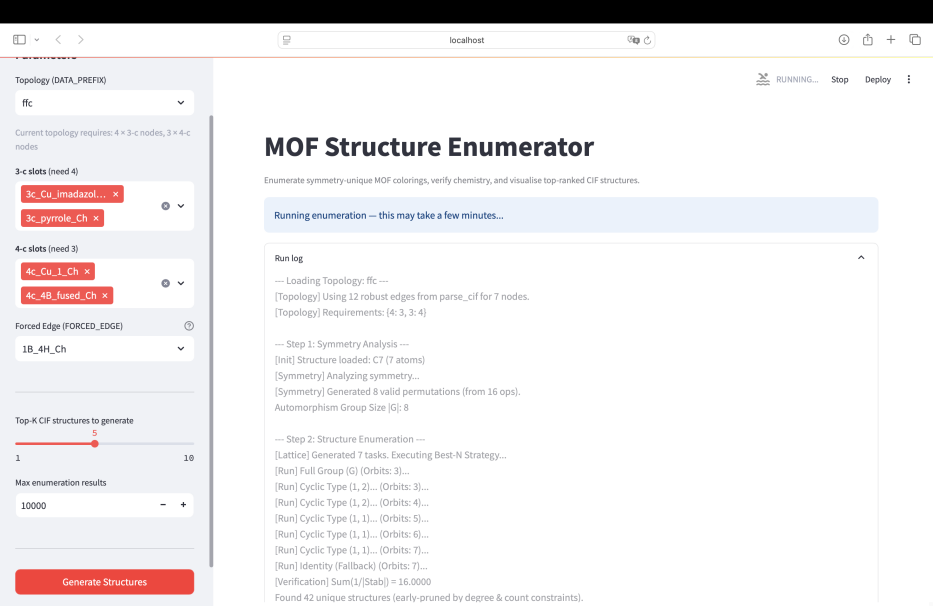 localhost
Parameters
Topology (DATA_PREFIX)
ffc
Current topology requires: 4 × 3-c nodes, 3 × 4-c
nodes
3-c slots (need 4)
3c_Cu_imadazol... ×
3c_pyrrole_Ch ×
4-c slots (need 3)
4c_Cu_1_Ch ×
4c_4B_fused_Ch ×
Forced Edge (FORCED_EDGE)
1B_4H_Ch
Top-K CIF structures to generate
5
1 10
Max enumeration results
10000 − +
Generate Structures
RUNNING... Stop Deploy
MOF Structure Enumerator
Enumerate symmetry-unique MOF colorings, verify chemistry, and visualise top-ranked CIF structures.
Running enumeration — this may take a few minutes...
Run log
--- Loading Topology: ffc ---
[Topology] Using 12 robust edges from parse_cif for 7 nodes.
[Topology] Requirements: {4: 3, 3: 4}
--- Step 1: Symmetry Analysis ---
[Init] Structure loaded: C7 (7 atoms)
[Symmetry] Analyzing symmetry...
[Symmetry] Generated 8 valid permutations (from 16 ops).
Automorphism Group Size |G|: 8
--- Step 2: Structure Enumeration ---
[Lattice] Generated 7 tasks. Executing Best-N Strategy...
[Run] Full Group (G) (Orbits: 3)...
[Run] Cyclic Type (1, 2)... (Orbits: 3)...
[Run] Cyclic Type (1, 2)... (Orbits: 4)...
[Run] Cyclic Type (1, 1)... (Orbits: 5)...
[Run] Cyclic Type (1, 1)... (Orbits: 6)...
[Run] Cyclic Type (1, 1)... (Orbits: 7)...
[Run] Identity (Fallback) (Orbits: 7)...
[Verification] Sum(1/|Stab|) = 16.0000
Found 42 unique structures (early-pruned by degree & count constraints).